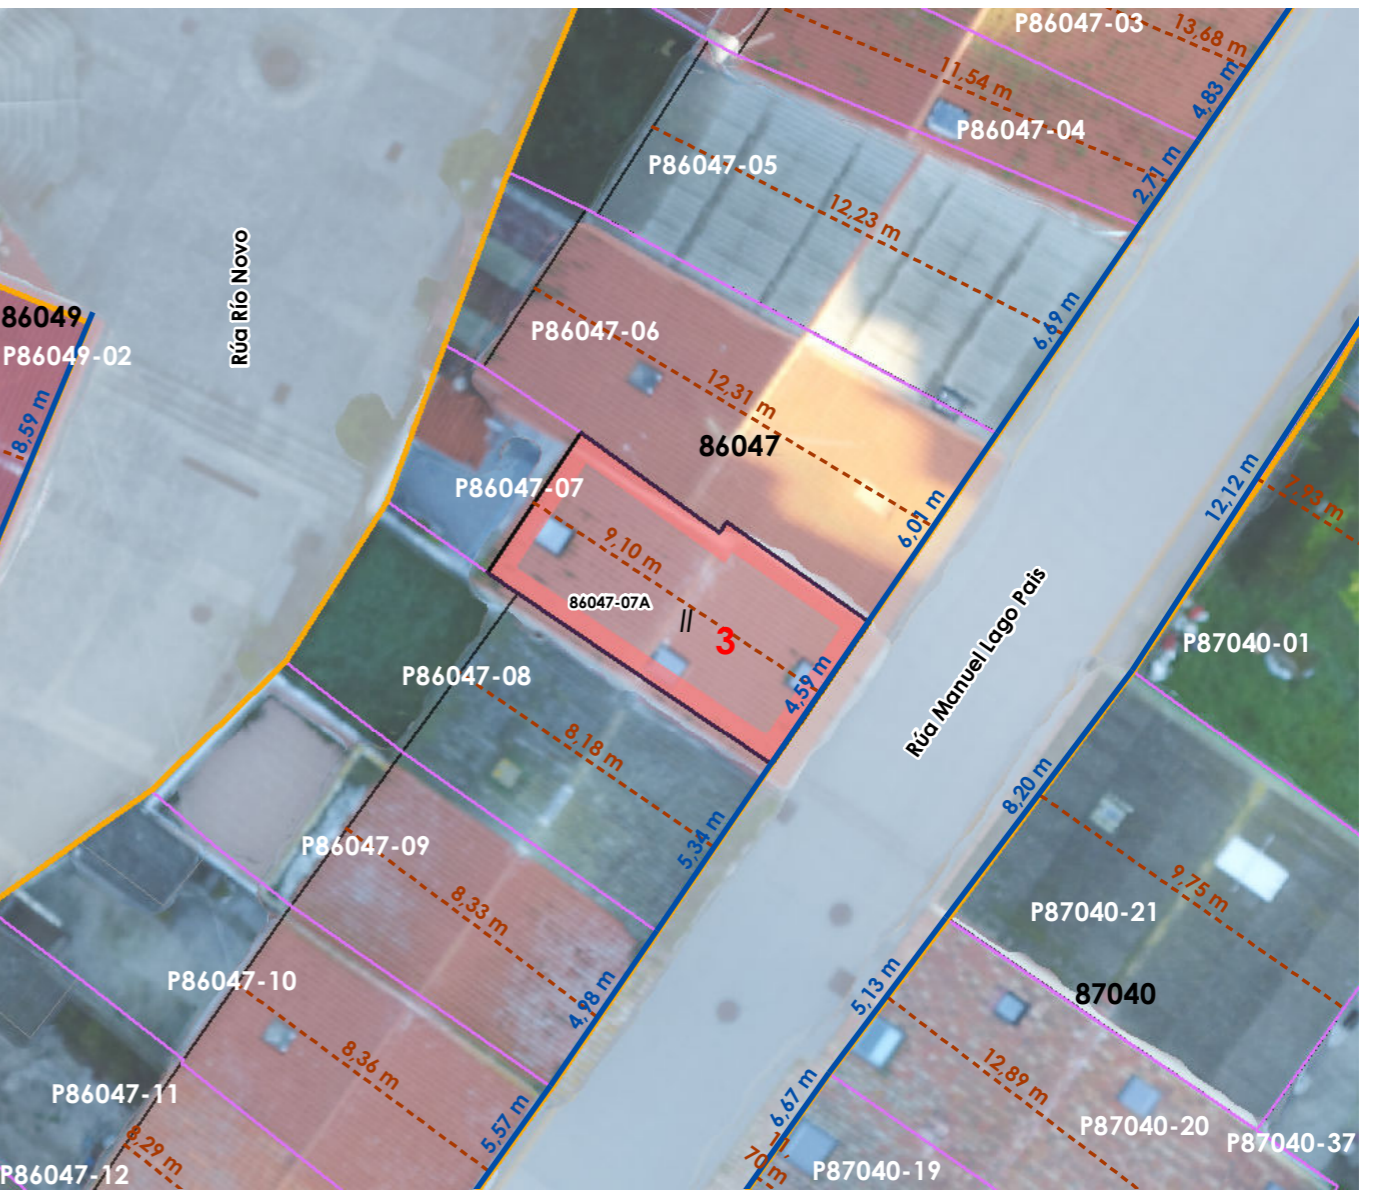 P86047-03
13,68 m
11,54 m
4,83 m
P86047-04
P86047-05
2,71 m
12,23 m
Rúa Río Novo
86049
P86049-02
8,59 m
P86047-06
6,69 m
12,31 m
86047
P86047-07
12,12 m
7,93 m
6,01 m
9,10 m
86047-07A
II
3
Rúa Manuel Lago Pais
P87040-01
P86047-08
4,59 m
8,18 m
8,20 m
5,34 m
P86047-09
8,33 m
9,75 m
P87040-21
P86047-10
4,98 m
5,13 m
87040
8,36 m
12,89 m
P86047-11
5,57 m
6,67 m
P87040-20
P87040-37
8,29 m
11,
70 m
P86047-12
P87040-19